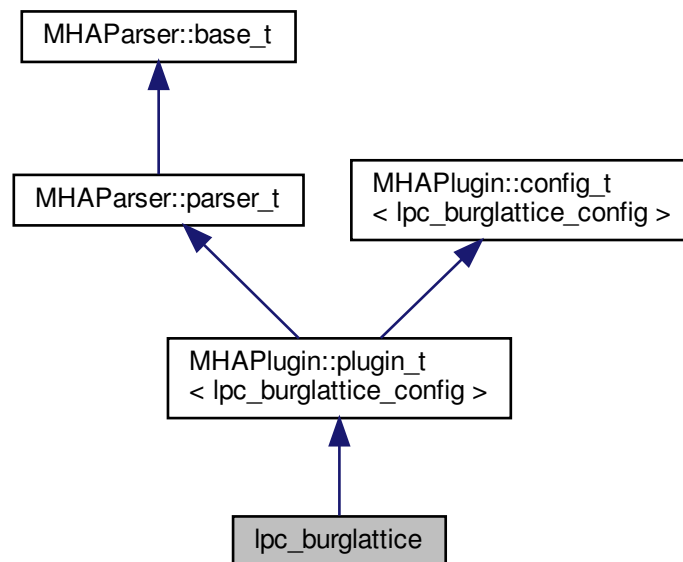 MHAParser::base_t
MHAParser::parser_t
MHAPlugin::config_t
< lpc_burglattice_config >
MHAPlugin::plugin_t
< lpc_burglattice_config >
lpc_burglattice